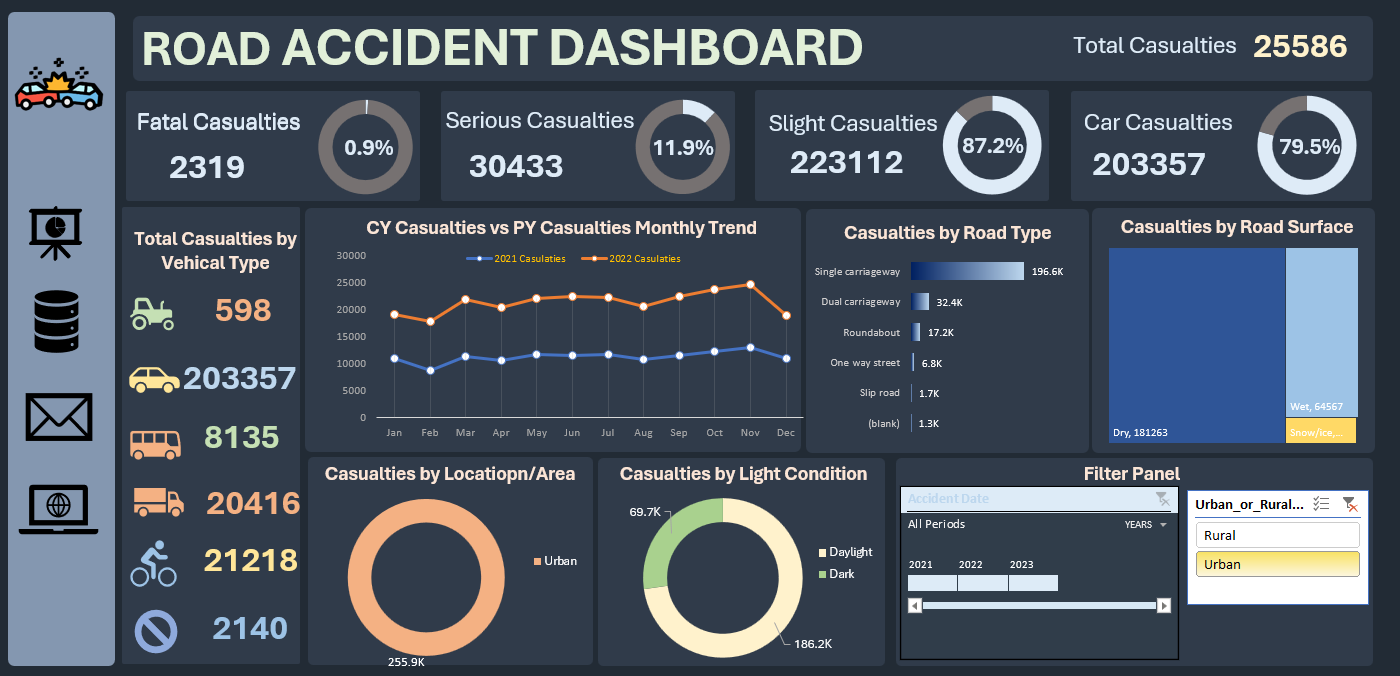 ROAD ACCIDENT DASHBOARD
Total Casualties 25586
Fatal Casualties
2319
0.9%
Serious Casualties
30433
11.9%
Slight Casualties
223112
87.2%
Car Casualties
203357
79.5%
Total Casualties by
Vehical Type
598
203357
8135
20416
21218
2140
CY Casualties vs PY Casualties Monthly Trend
2021 Casulaties
2022 Casulaties
30000
25000
20000
15000
10000
5000
0
Jan Feb Mar Apr May Jun Jul Aug Sep Oct Nov Dec
Casualties by Road Type
Single carriageway 196.6K
Dual carriageway 32.4K
Roundabout 17.2K
One way street 6.8K
Slip road 1.7K
(blank) 1.3K
Casualties by Road Surface
Dry, 181263
Wet, 64567
Snow/ice,...
Casualties by Locatiopn/Area
Urban
255.9K
Casualties by Light Condition
69.7K
Daylight
Dark
186.2K
Filter Panel
Accident Date
All Periods YEARS
2021 2022 2023
Urban_or_Rural...
Rural
Urban